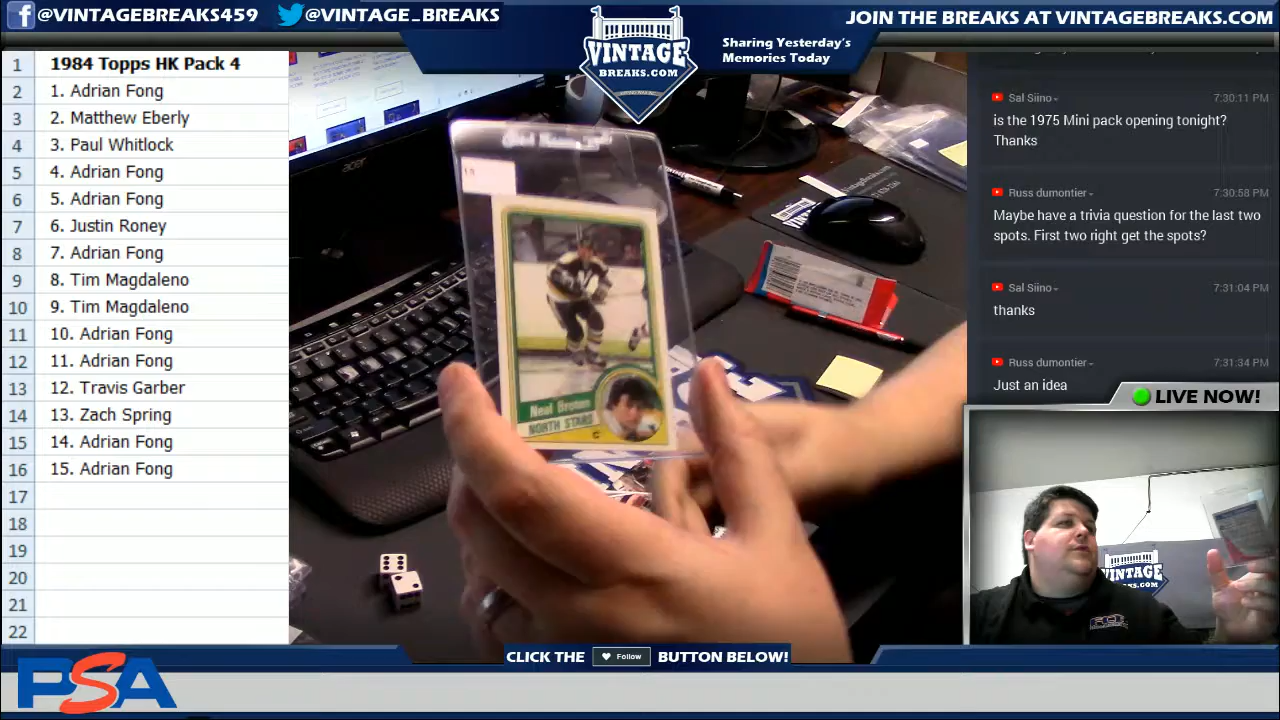 @VINTAGEBREAKS459
@VINTAGE_BREAKS
VINTAGE
BREAKS.COM
Sharing Yesterday's
Memories Today
JOIN THE BREAKS AT VINTAGEBREAKS.COM
1 1984 Topps HK Pack 4
2 1. Adrian Fong
3 2. Matthew Eberly
4 3. Paul Whitlock
5 4. Adrian Fong
6 5. Adrian Fong
7 6. Justin Roney
8 7. Adrian Fong
9 8. Tim Magdaleno
10 9. Tim Magdaleno
11 10. Adrian Fong
12 11. Adrian Fong
13 12. Travis Garber
14 13. Zach Spring
15 14. Adrian Fong
16 15. Adrian Fong
17
18
19
20
21
22
acer
Neal Broten
NORTH STARS
C
Sal Siino 7:30:11 PM
is the 1975 Mini pack opening tonight?
Thanks
Russ dumontier 7:30:58 PM
Maybe have a trivia question for the last two
spots. First two right get the spots?
Sal Siino 7:31:04 PM
thanks
Russ dumontier 7:31:34 PM
Just an idea
LIVE NOW!
VINTAGE
BREAKS.COM
CLICK THE Follow BUTTON BELOW!
PSA